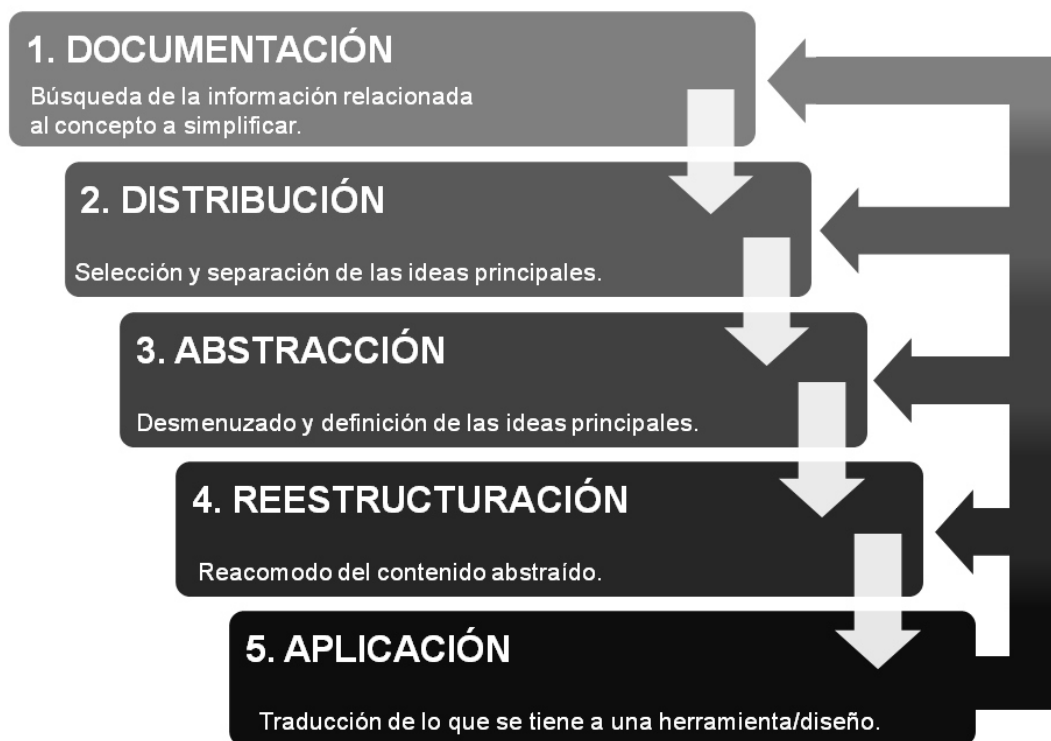 1. DOCUMENTACIÓN
Búsqueda de la información relacionada
al concepto a simplificar.
2. DISTRIBUCIÓN
Selección y separación de las ideas principales.
3. ABSTRACCIÓN
Desmenuzado y definición de las ideas principales.
4. REESTRUCTURACIÓN
Reacomodo del contenido abstraído.
5. APLICACIÓN
Traducción de lo que se tiene a una herramienta/diseño.